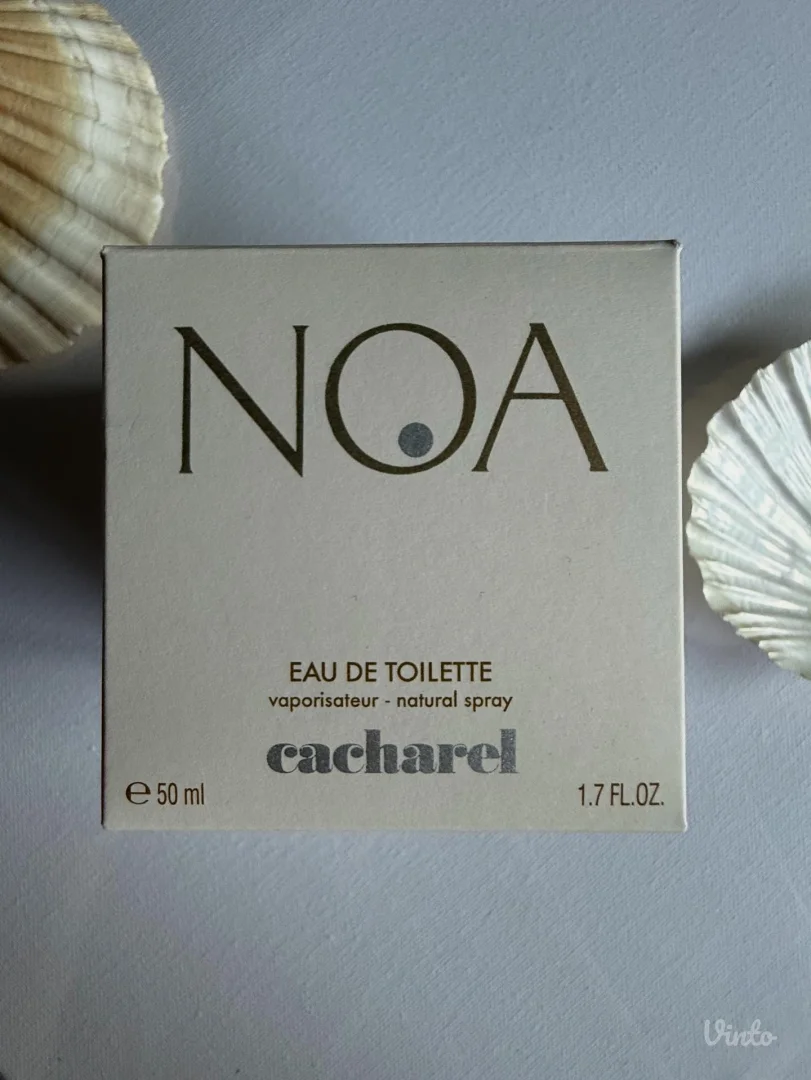 NOA
EAU DE TOILETTE
vaporisateur - natural spray
cacharel
℮ 50 ml
1.7 FL.OZ.
Vinto